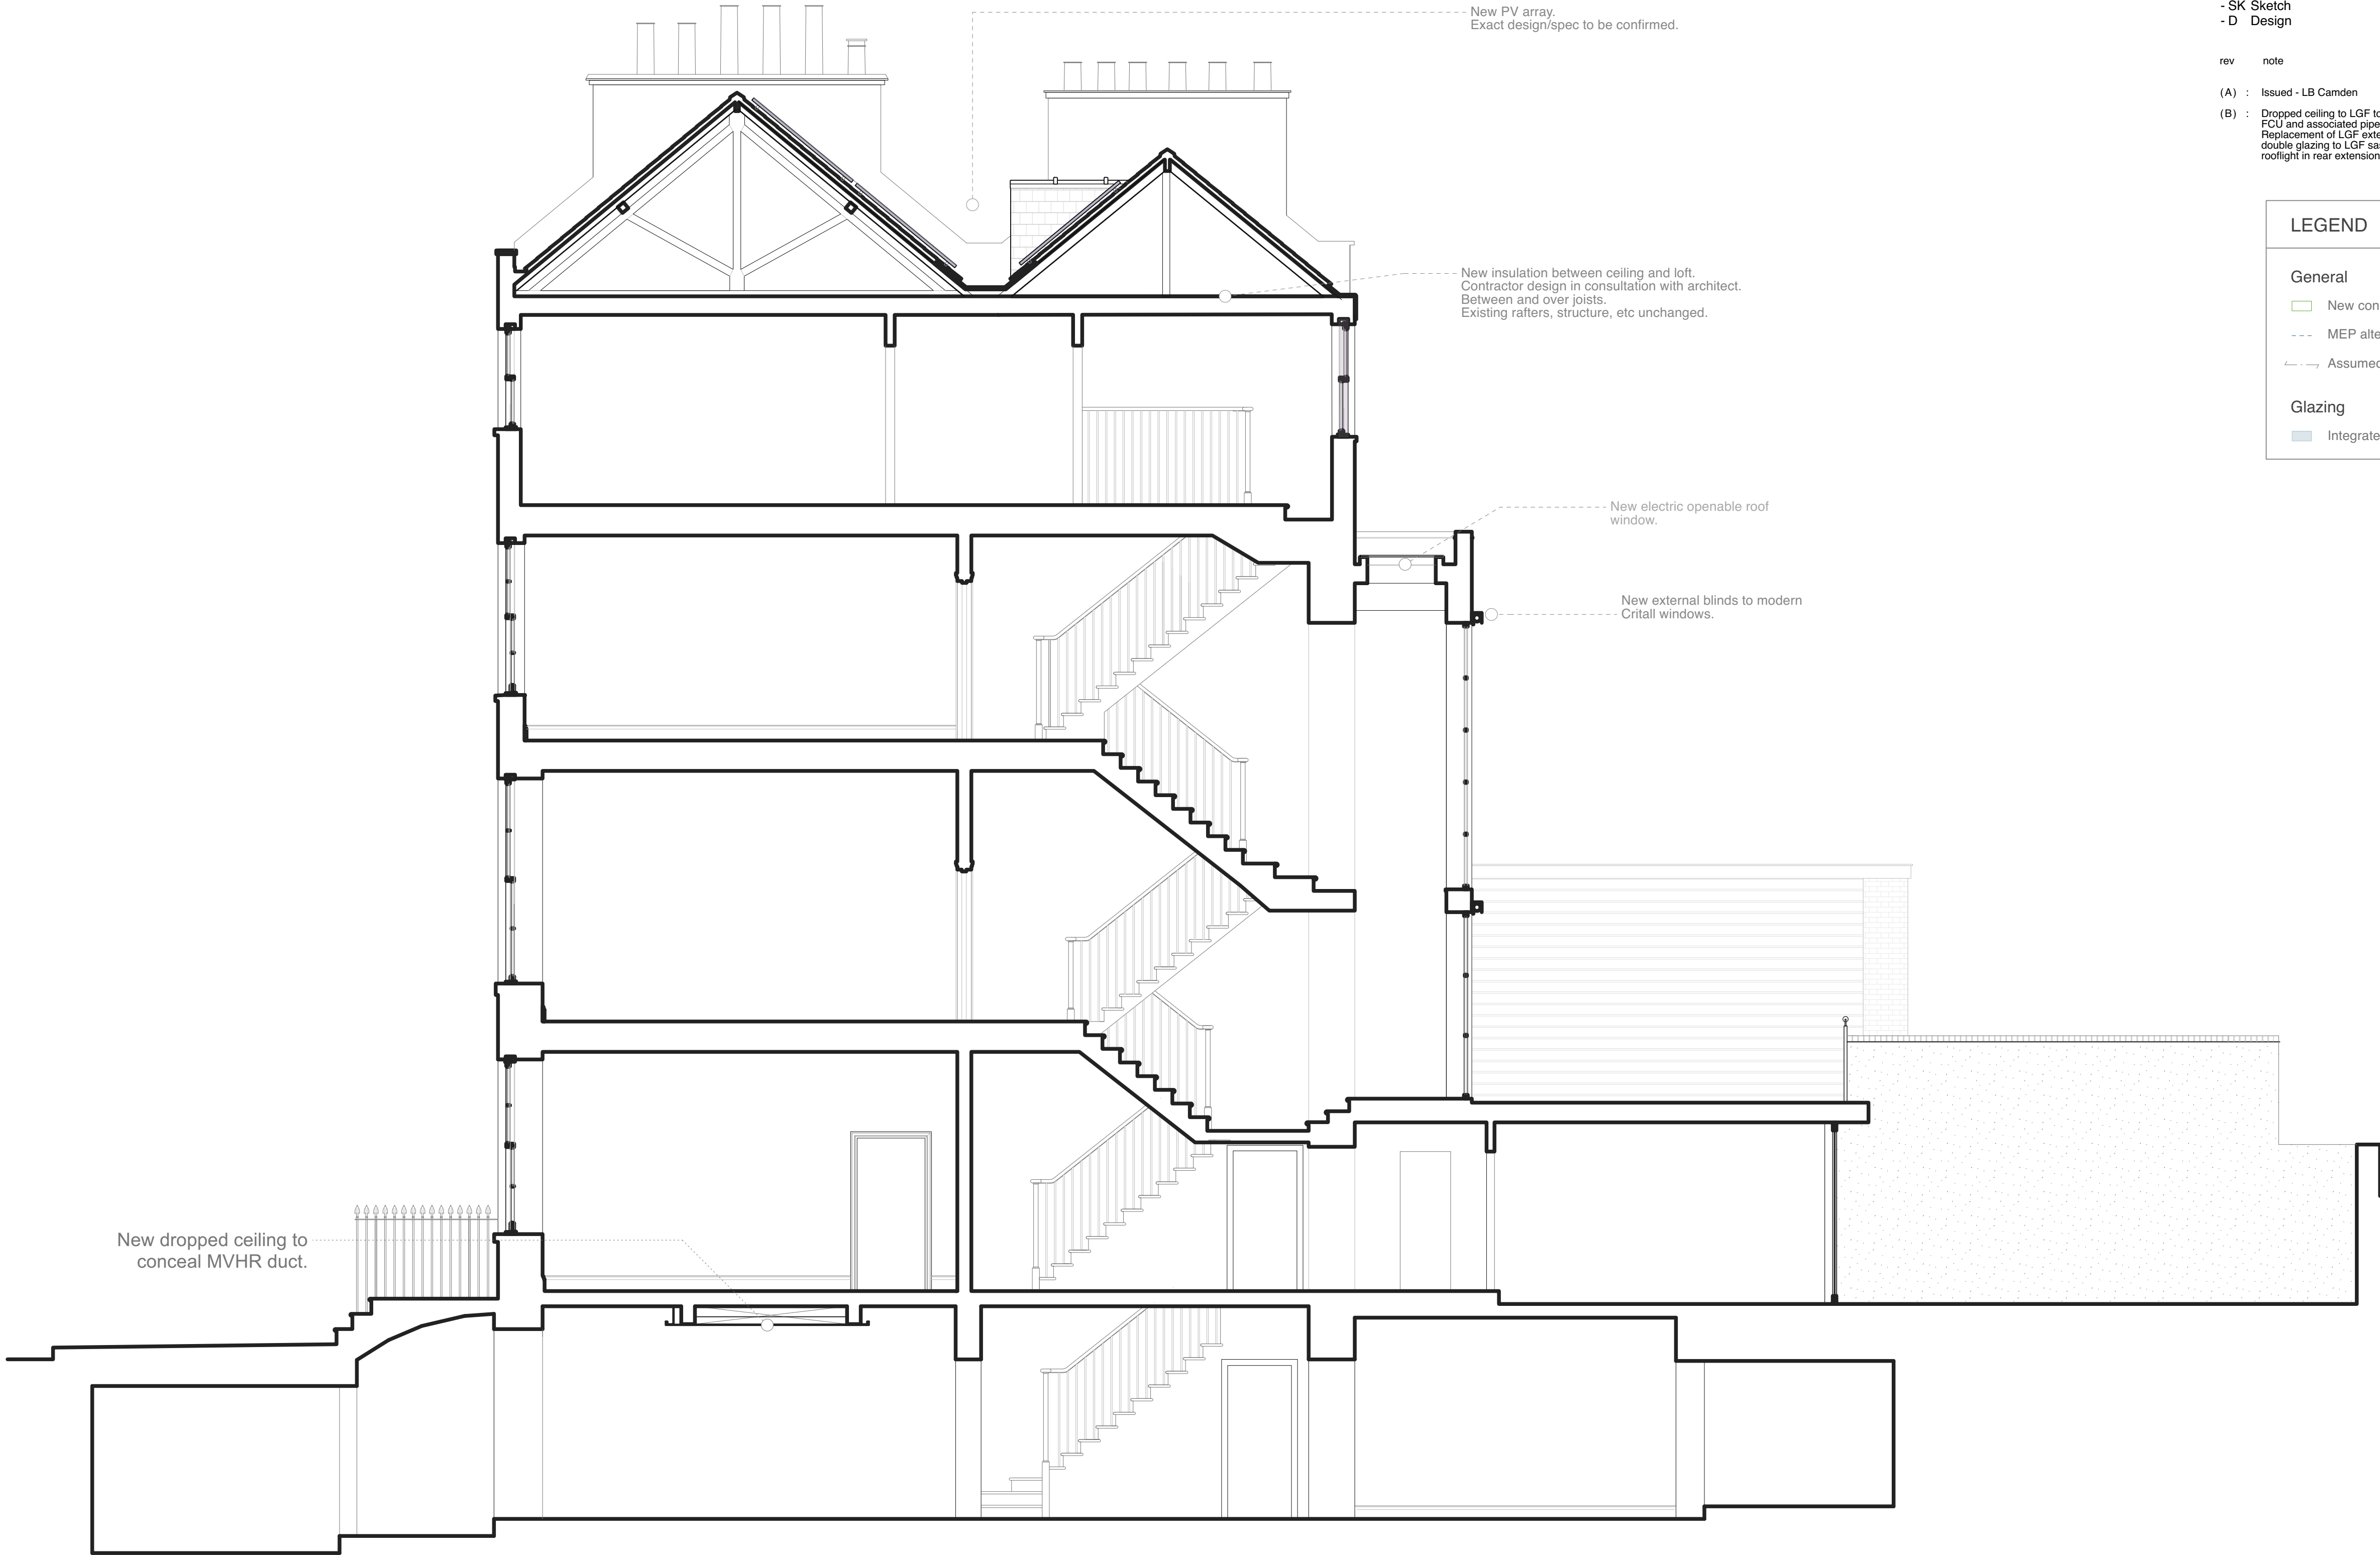 New PV array.
Exact design/spec to be confirmed.
- SK Sketch
- D Design
rev note
(A) : Issued - LB Camden
(B) : Dropped ceiling to LGF to
FCU and associated pipe
Replacement of LGF exte
double glazing to LGF sas
rooflight in rear extension
LEGEND
General
New con
MEP alte
Assumed
Glazing
Integrate
New insulation between ceiling and loft.
Contractor design in consultation with architect.
Between and over joists.
Existing rafters, structure, etc unchanged.
New electric openable roof
window.
New external blinds to modern
Critall windows.
New dropped ceiling to
conceal MVHR duct.